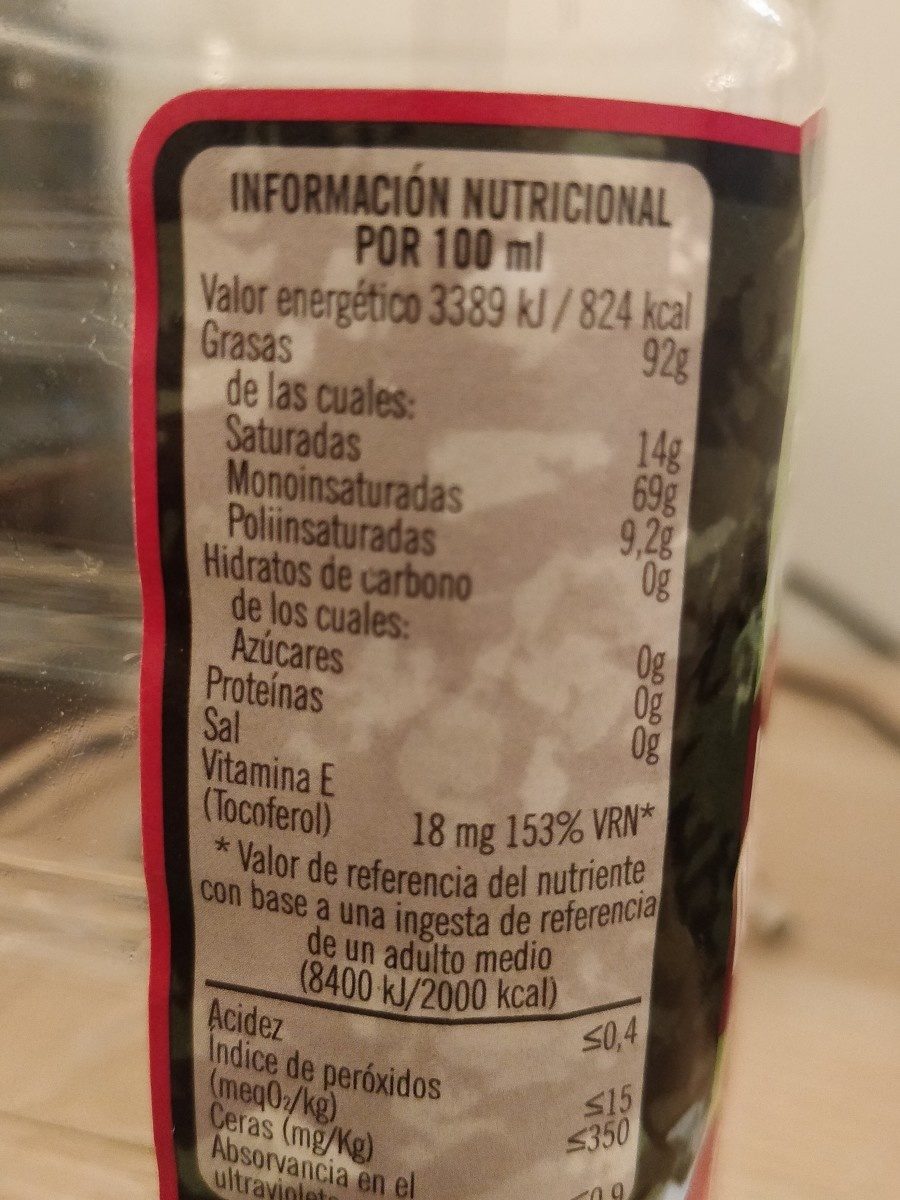 INFORMACIÓN NUTRICIONAL
POR 100 ml
Valor energético 3389 kJ / 824 kcal
Grasas 92g
de las cuales:
Saturadas 14g
Monoinsaturadas 69g
Poliinsaturadas 9,2g
Hidratos de carbono 0g
de los cuales:
Azúcares 0g
Proteínas 0g
Sal 0g
Vitamina E
(Tocoferol) 18 mg 153% VRN*
* Valor de referencia del nutriente
con base a una ingesta de referencia
de un adulto medio
(8400 kJ/2000 kcal)
Acidez ≤0,4
Índice de peróxidos
(meqO₂/kg) ≤15
Ceras (mg/Kg) ≤350
Absorvancia en el